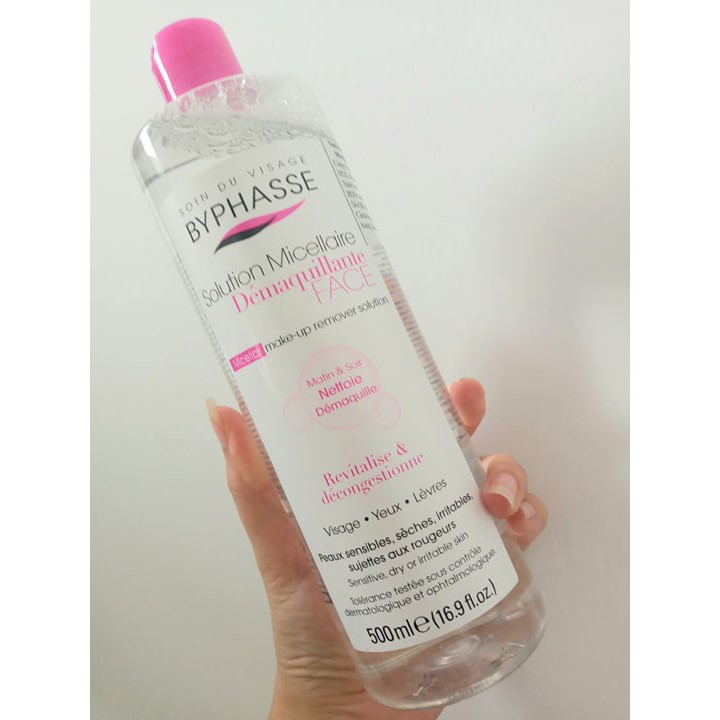 SOIN DU VISAGE
BYPHASSE
Solution Micellaire
Démaquillante
FACE
Micellar make-up remover solution
Matin & Soir
Nettoie
Démaquille
Revitalise &
décongestionne
Visage • Yeux • Lèvres
Peaux sensibles, sèches, irritables,
sujettes aux rougeurs
Sensitive, dry or irritable skin
Tolérance testée sous contrôle
dermatologique et ophtalmologique.
500ml e (16.9 fl.oz.)